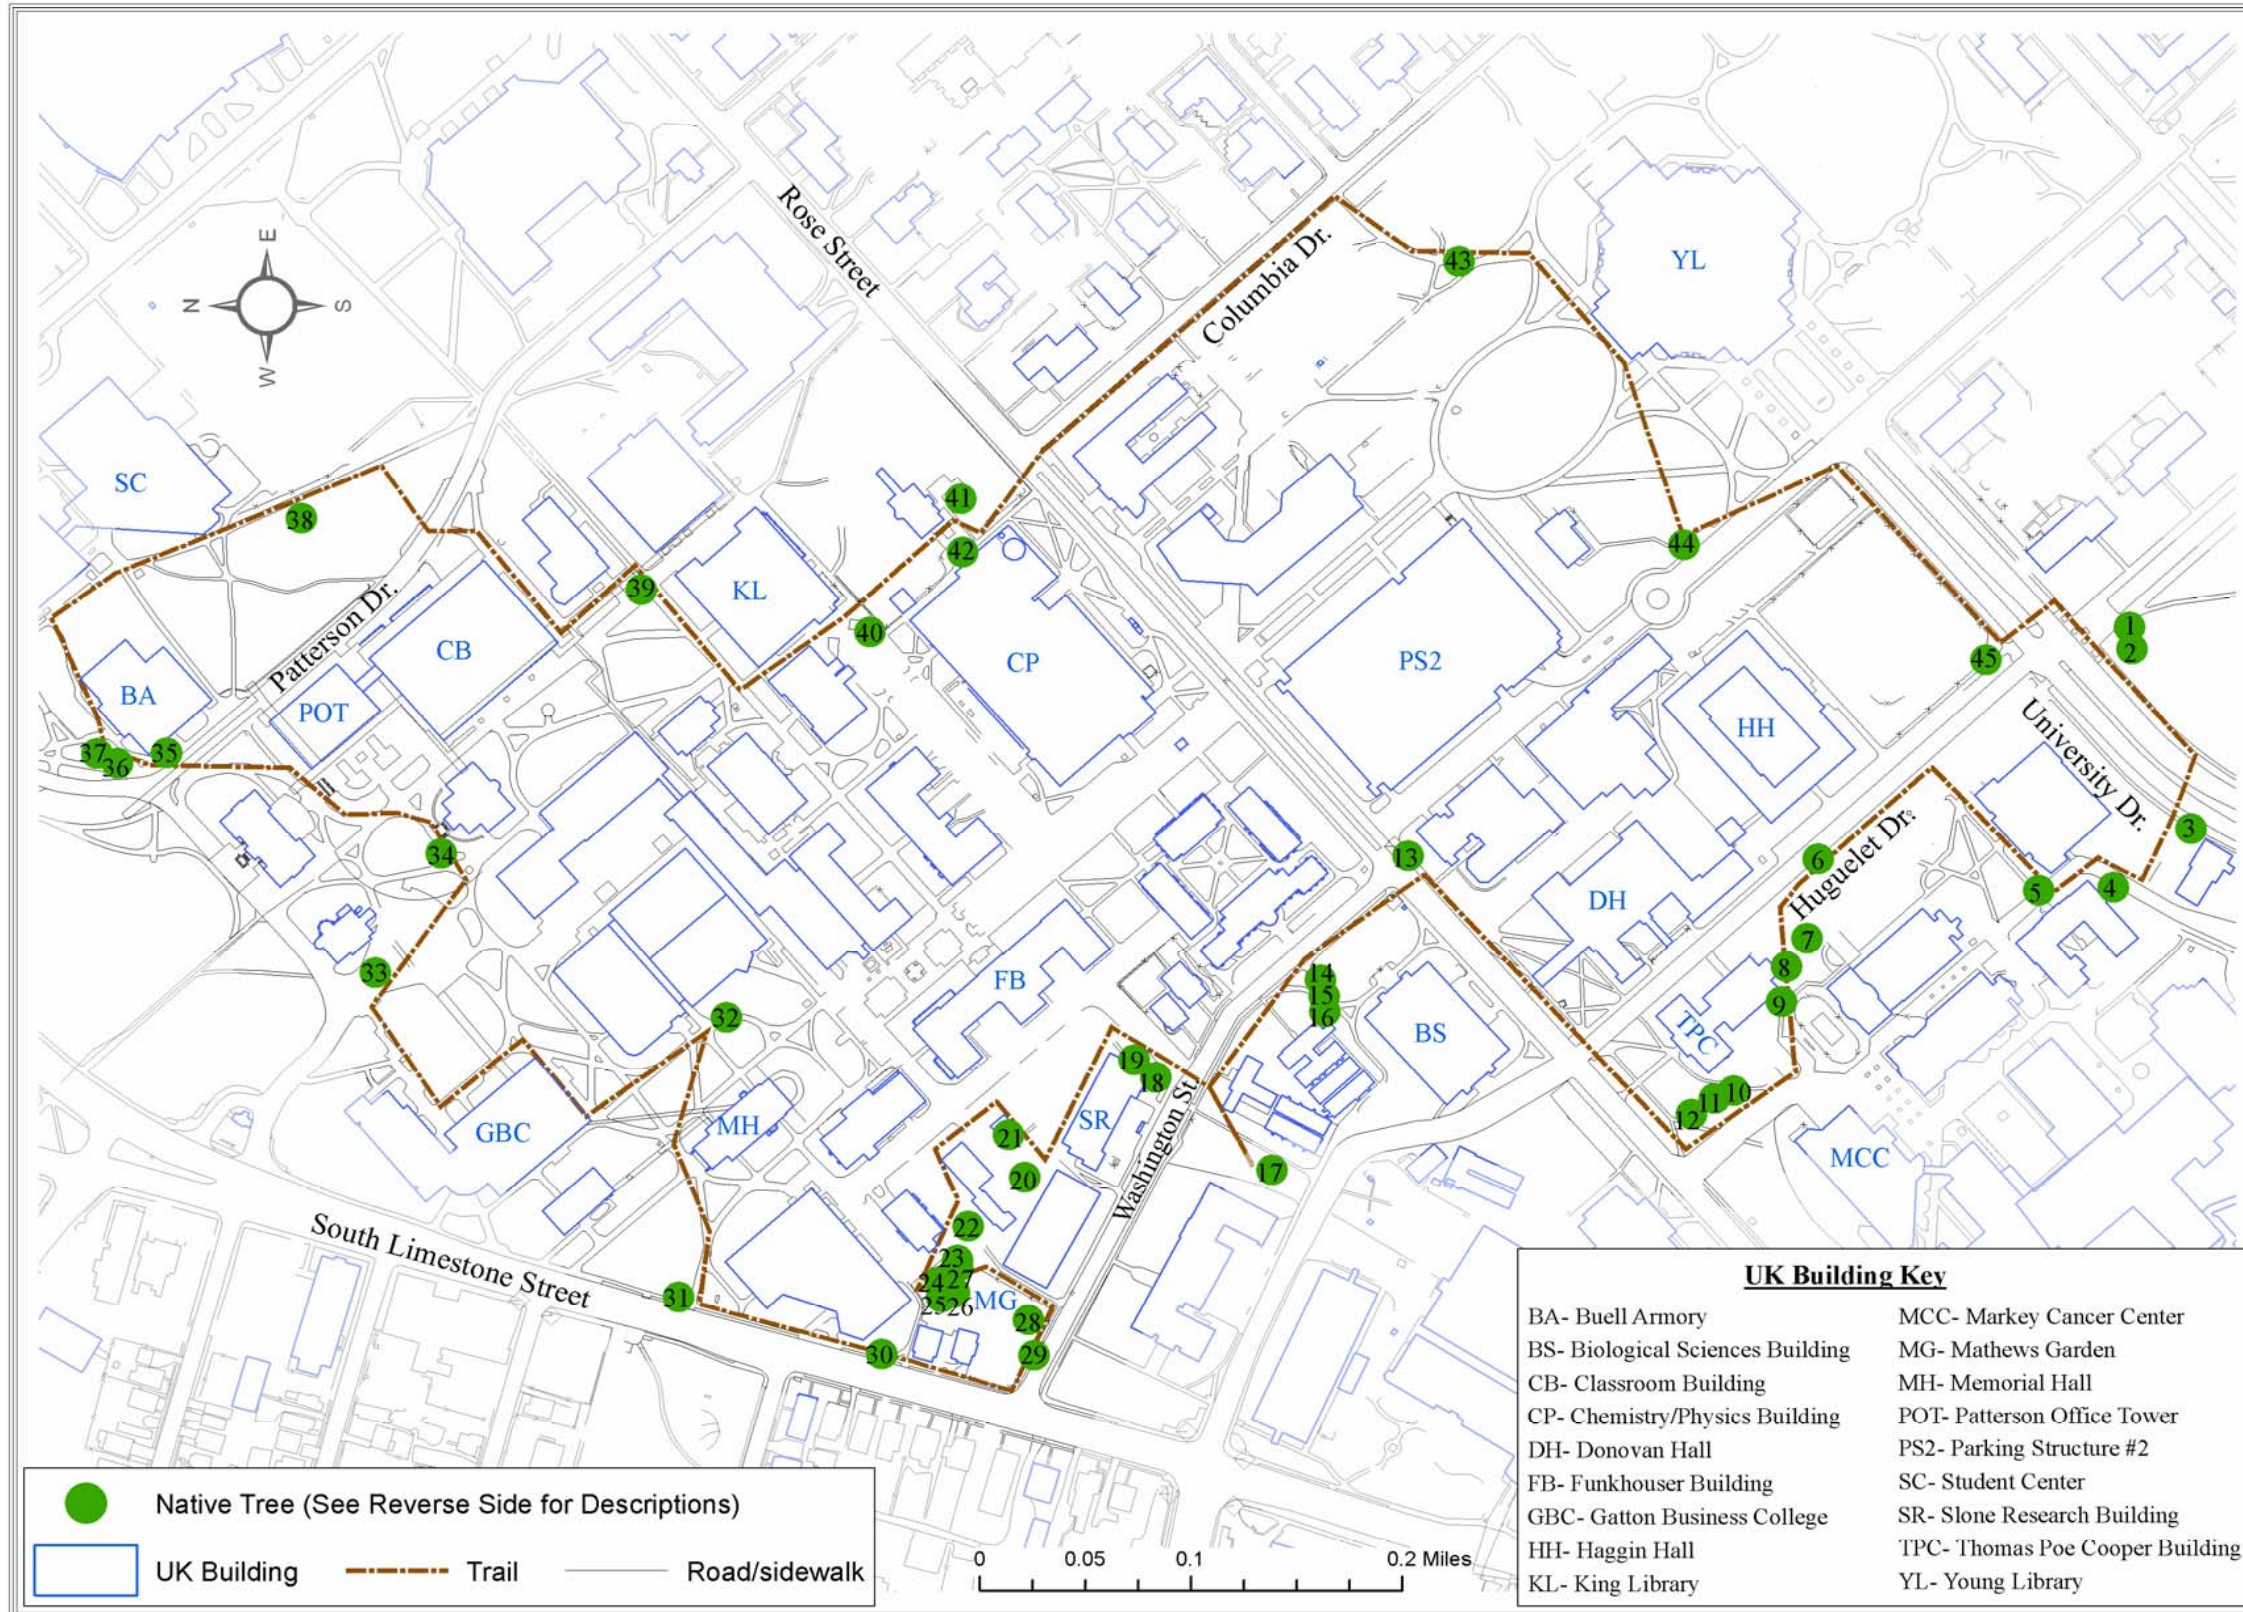 Rose Street
Columbia Dr.
E
N
S
W
43
YL
SC
38
41
42
44
39
KL
40
1
2
45
CB
CP
PS2
Patterson Dr.
BA
POT
HH
University Dr.
37
36
35
34
13
6
3
Huguelet Dr.
5
4
DH
7
8
9
33
14
15
16
FB
32
BS
TPC
19
18
10
11
12
GBC
MH
21
SR
20
Washington St.
17
MCC
22
South Limestone Street
23
24
27
25
26
MG
28
31
30
29
UK Building Key
BA- Buell Armory
BS- Biological Sciences Building
CB- Classroom Building
CP- Chemistry/Physics Building
DH- Donovan Hall
FB- Funkhouser Building
GBC- Gatton Business College
HH- Haggin Hall
KL- King Library
MCC- Markey Cancer Center
MG- Mathews Garden
MH- Memorial Hall
POT- Patterson Office Tower
PS2- Parking Structure #2
SC- Student Center
SR- Slone Research Building
TPC- Thomas Poe Cooper Building
YL- Young Library
Native Tree (See Reverse Side for Descriptions)
UK Building
Trail
Road/sidewalk
0 0.05 0.1 0.2 Miles